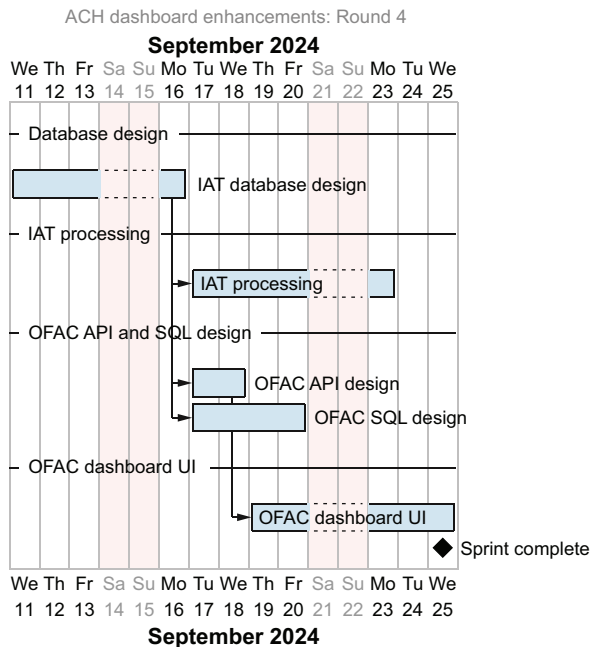 ACH dashboard enhancements: Round 4
September 2024
We Th Fr Sa Su Mo Tu We Th Fr Sa Su Mo Tu We
11 12 13 14 15 16 17 18 19 20 21 22 23 24 25
Database design
IAT database design
IAT processing
IAT processing
OFAC API and SQL design
OFAC API design
OFAC SQL design
OFAC dashboard UI
OFAC dashboard UI
Sprint complete
We Th Fr Sa Su Mo Tu We Th Fr Sa Su Mo Tu We
11 12 13 14 15 16 17 18 19 20 21 22 23 24 25
September 2024